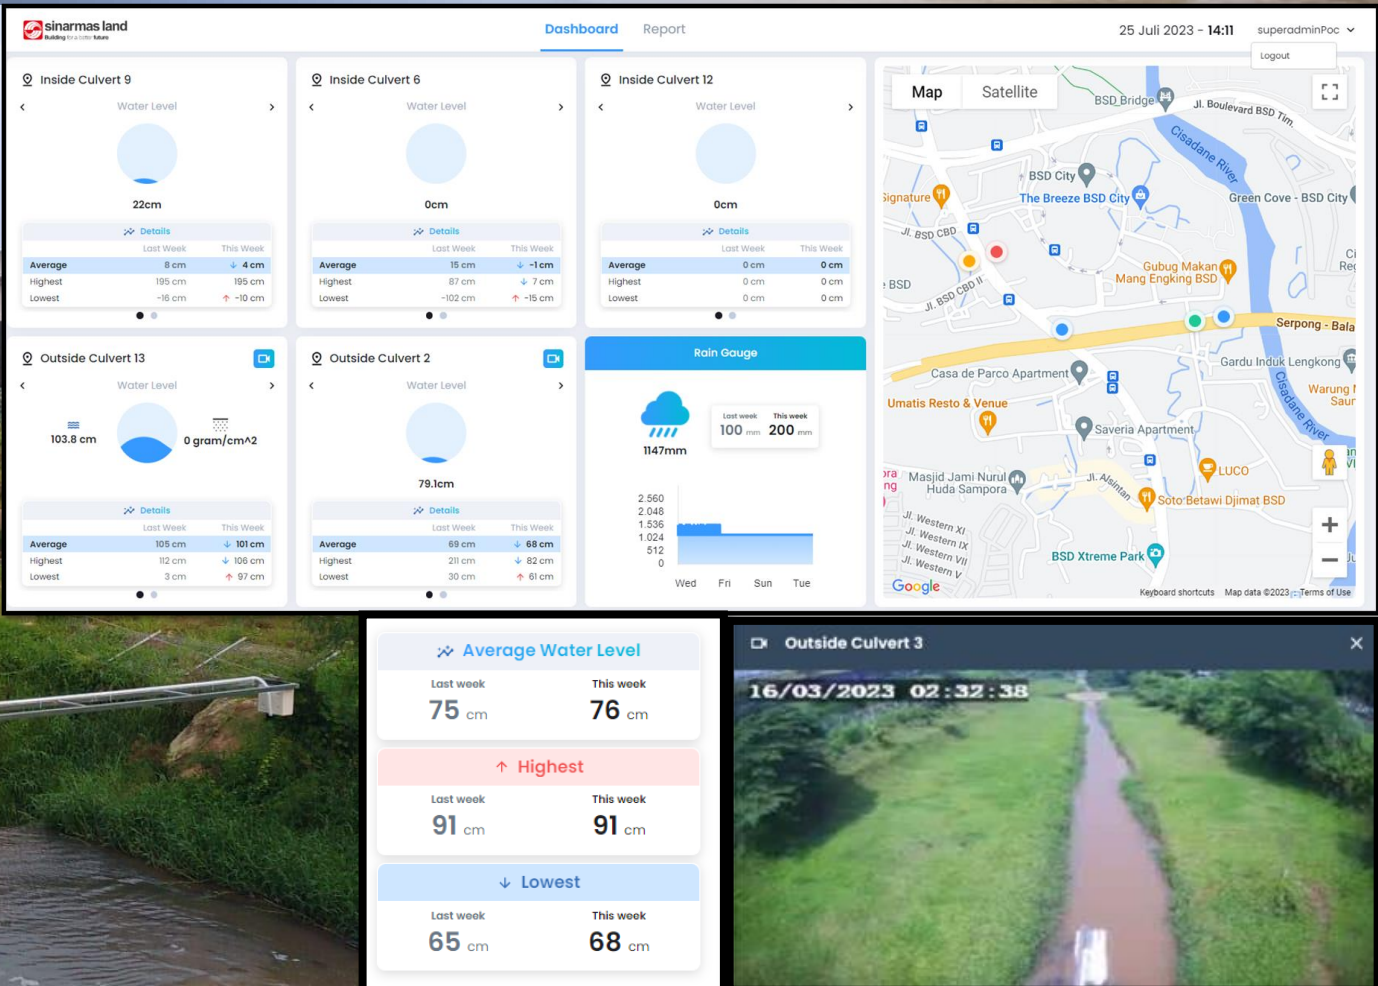 sinarmas land
Building for a better future
Dashboard
Report
25 Juli 2023 - 14:11
superadminPoc
Logout
Inside Culvert 9
Water Level
22cm
Details
Last Week This Week
Average 8 cm ↓ 4 cm
Highest 195 cm 195 cm
Lowest -16 cm ↑ -10 cm
Inside Culvert 6
Water Level
0cm
Details
Last Week This Week
Average 15 cm ↓ -1 cm
Highest 87 cm ↓ 7 cm
Lowest -102 cm ↑ -15 cm
Inside Culvert 12
Water Level
0cm
Details
Last Week This Week
Average 0 cm 0 cm
Highest 0 cm 0 cm
Lowest 0 cm 0 cm
Outside Culvert 13
Water Level
103.8 cm
0 gram/cm^2
Details
Last Week This Week
Average 105 cm ↓ 101 cm
Highest 112 cm ↓ 106 cm
Lowest 3 cm ↑ 97 cm
Outside Culvert 2
Water Level
79.1cm
Details
Last Week This Week
Average 69 cm ↓ 68 cm
Highest 211 cm ↓ 82 cm
Lowest 30 cm ↑ 61 cm
Rain Gauge
1147mm
Last week This week
100 mm 200 mm
2.560
2.048
1.536
1.024
512
0
Wed Fri Sun Tue
Map
Satellite
BSD Bridge
Jl. Boulevard BSD Tim.
Cisadane River
BSD City
Signature
The Breeze BSD City
Green Cove - BSD City
Jl. BSD CBD
Gubug Makan
Mang Engking BSD
BSD
Jl. BSD CBD II
Serpong - Bala
Gardu Induk Lengkong
Casa de Parco Apartment
Warung
Saun
Umatis Resto & Venue
Cisadane River
Saveria Apartment
LUCO
Masjid Jami Nurul
Huda Sampora
Jl. Alsintan
Soto Betawi Djimat BSD
Jl. Western XI
Jl. Western IX
Jl. Western VII
Jl. Western V
BSD Xtreme Park
Google
Keyboard shortcuts
Map data ©2023
Terms of Use
Average Water Level
Last week This week
75 cm 76 cm
↑ Highest
Last week This week
91 cm 91 cm
↓ Lowest
Last week This week
65 cm 68 cm
Outside Culvert 3
16/03/2023 02:32:38